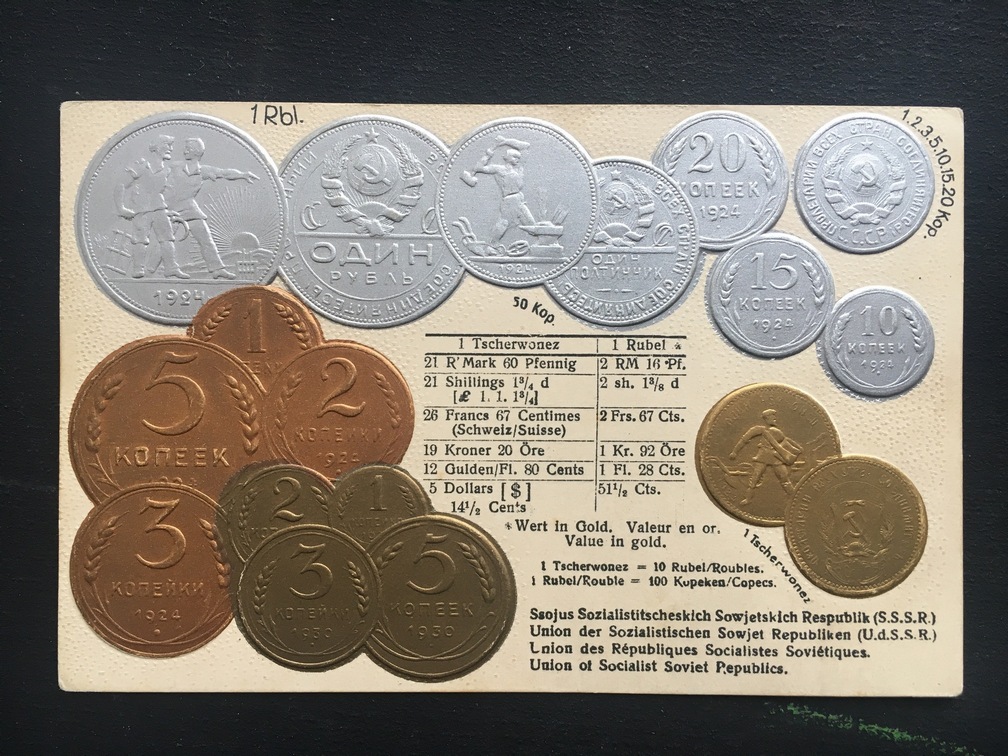 1 Rbl.
1.2.3.5.10.15.20 Kop.
1924
ОДИН
РУБЛЬ
1924г.
ОДИН
ПОЛТИННИК
20
КОПЕЕК
1924
С.С.С.Р.
15
КОПЕЕК
1924
10
КОПЕЕК
1924
50 Kop.
1
5
КОПЕЕК
2
КОПЕЙКИ
1924
3
КОПЕЙКИ
1924
2
1
3
КОПЕЙКИ
1930
5
КОПЕЕК
1930
1 Tscherwonez | 1 Rubel *
21 R'Mark 60 Pfennig | 2 RM 16 Pf.
21 Shillings 1¾ d | 2 sh. 1⅜ d
[£ 1. 1. 1¾]
26 Francs 67 Centimes | 2 Frs. 67 Cts.
(Schweiz/Suisse)
19 Kroner 20 Öre | 1 Kr. 92 Öre
12 Gulden/Fl. 80 Cents | 1 Fl. 28 Cts.
5 Dollars [$] | 51½ Cts.
14½ Cents
*Wert in Gold. Valeur en or.
Value in gold.
1 Tscherwonez = 10 Rubel/Roubles.
1 Rubel/Rouble = 100 Kupeken/Copecs.
1 Tscherwonez
Ssojus Sozialistitscheskich Sowjetskich Respublik (S.S.S.R.)
Union der Sozialistischen Sowjet Republiken (U.d.S.S.R.)
Union des Républiques Socialistes Soviétiques.
Union of Socialist Soviet Republics.